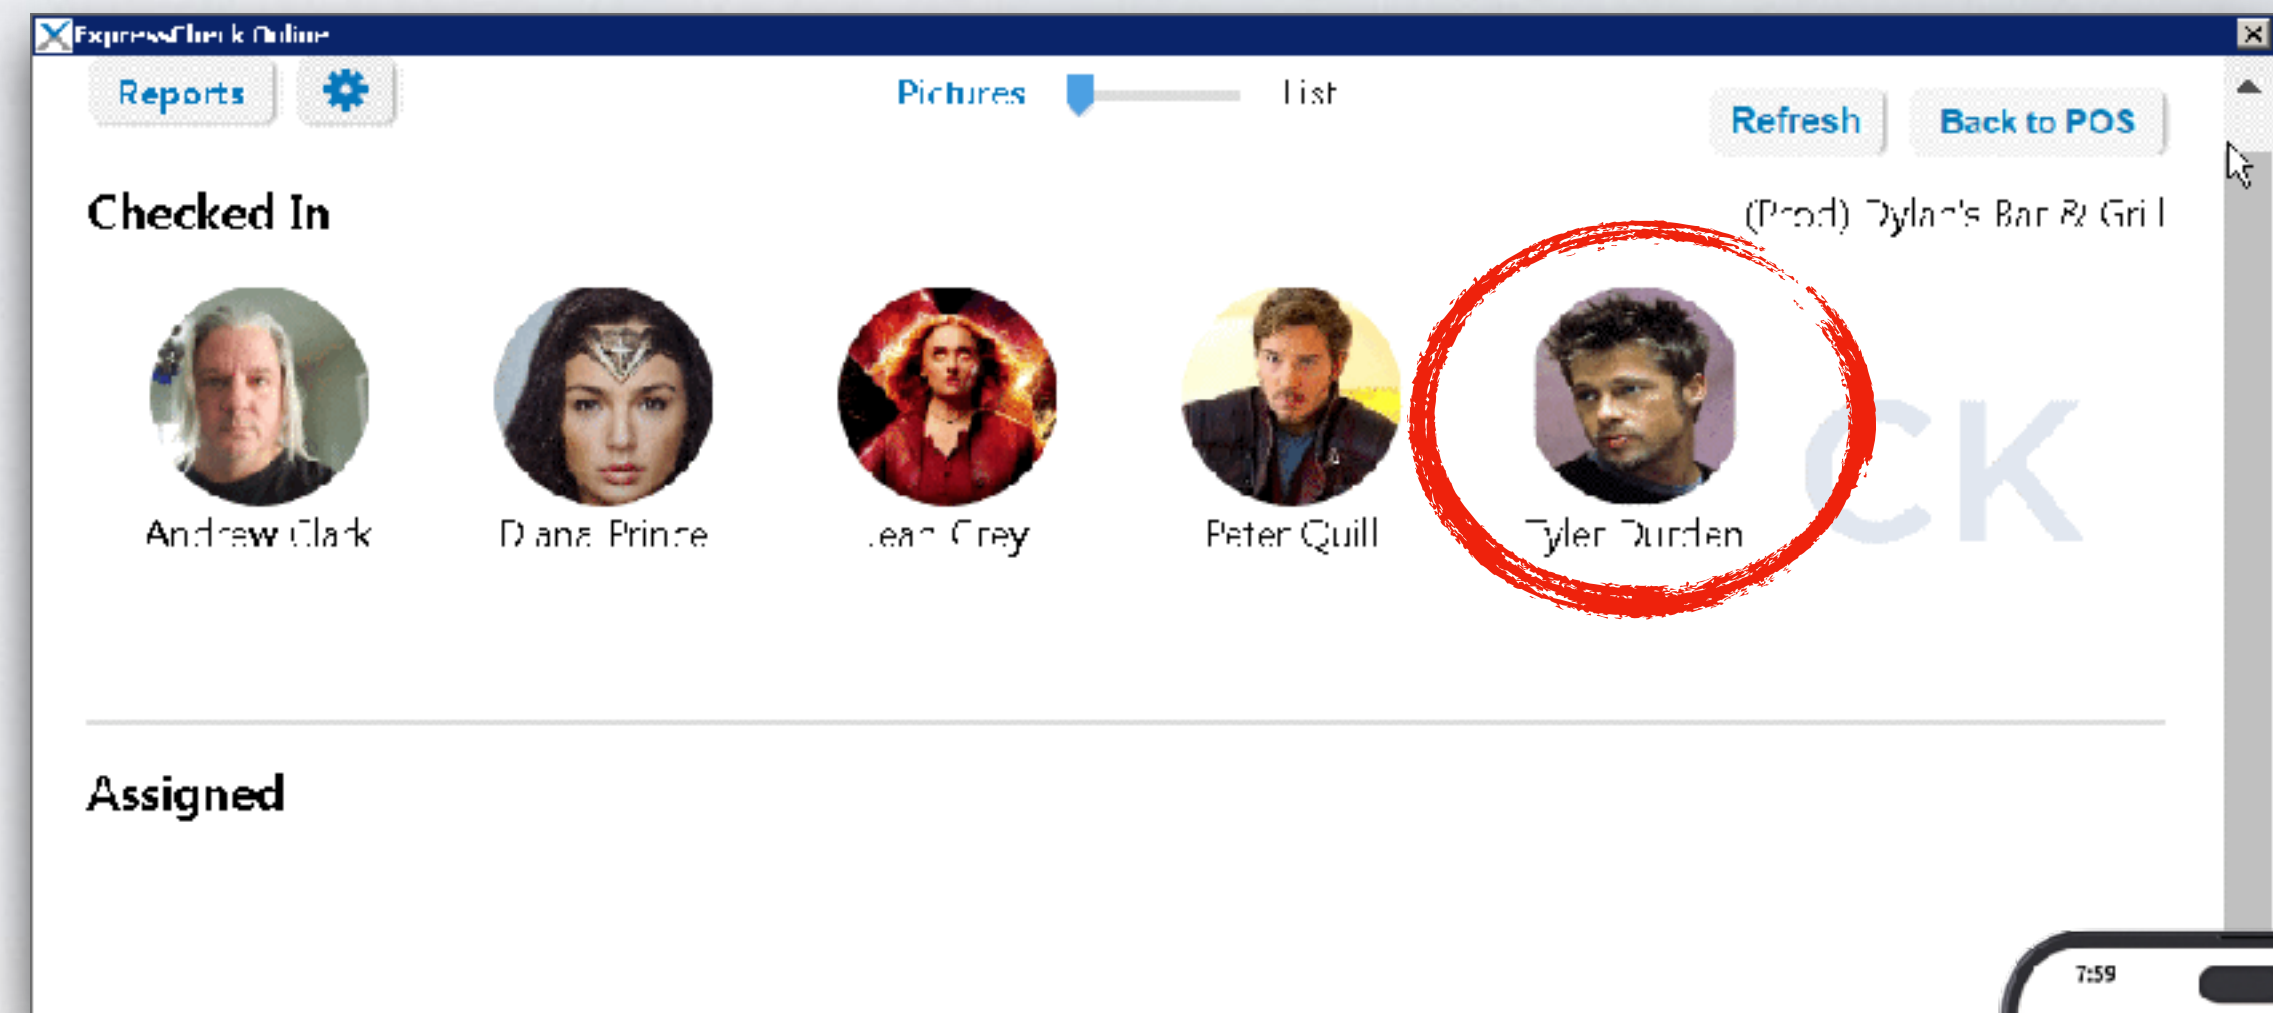 ExpressCheck Online
Reports
Pictures List
Refresh Back to POS
Checked In
(Prod) Dylan's Bar & Grill
CK
Andrew Clark Diana Prince Jean Grey Peter Quill Tyler Durden
Assigned
7:59